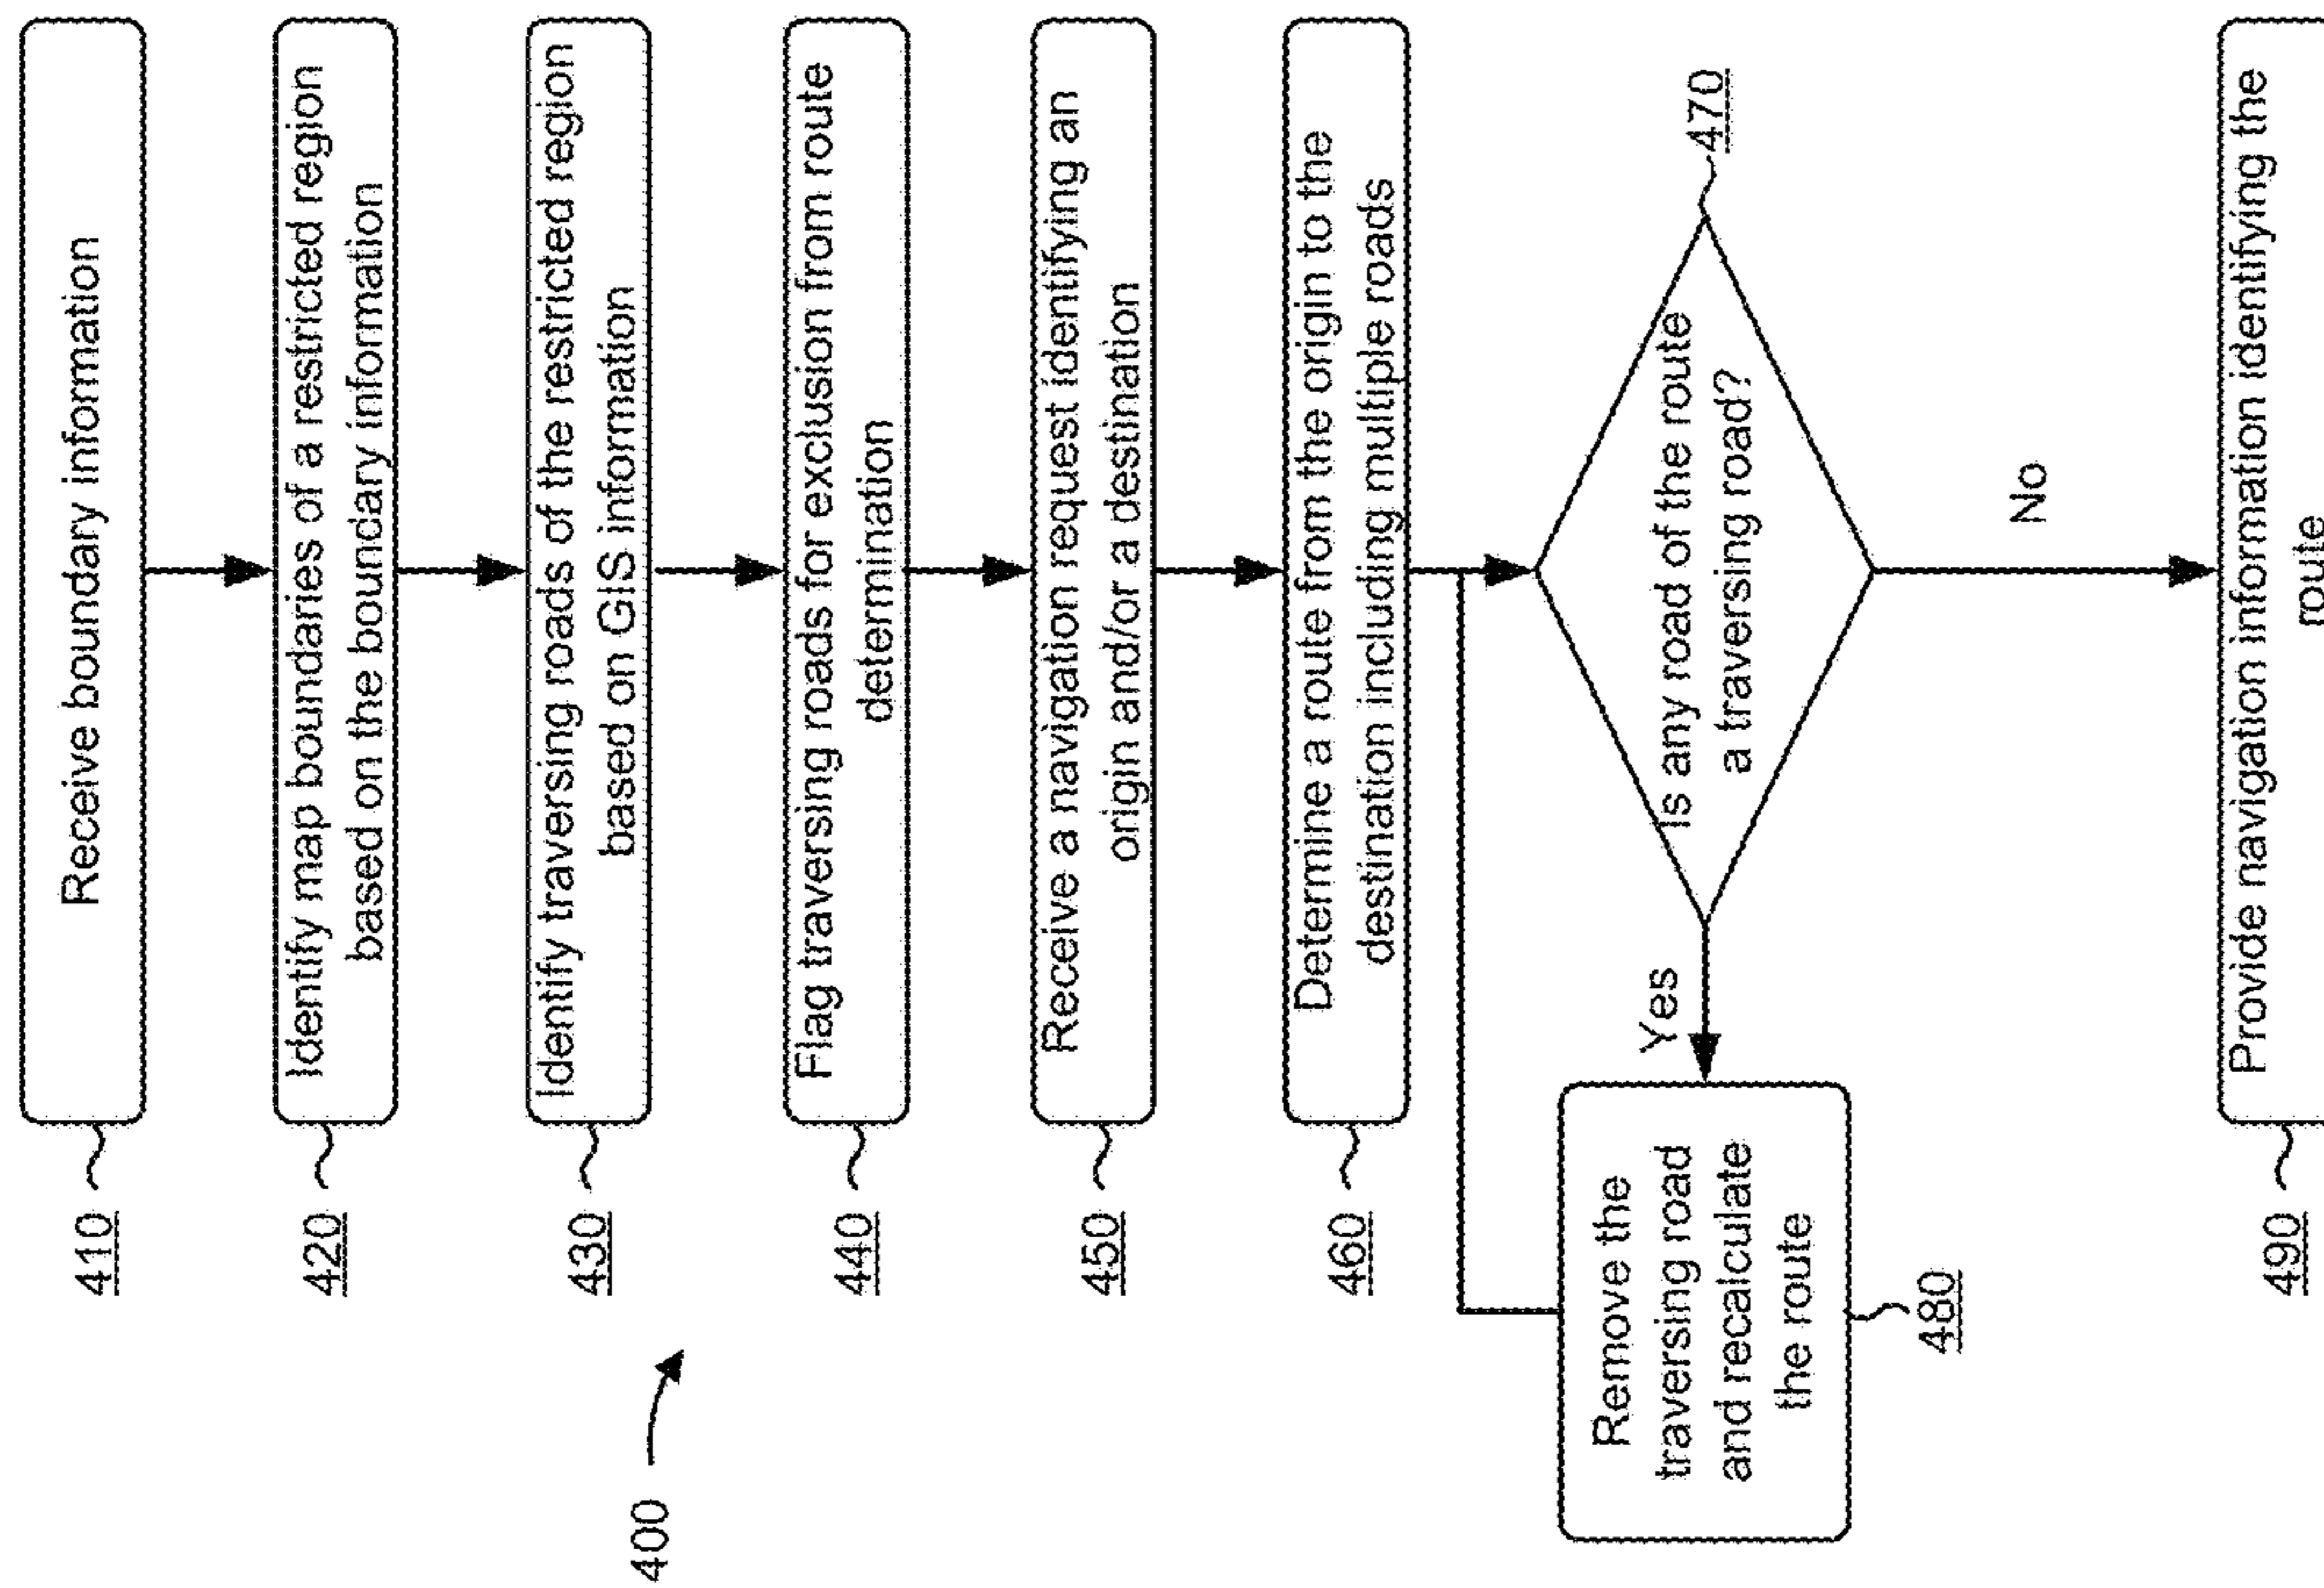 400
410
Receive boundary information
420
Identify map boundaries of a restricted region
based on the boundary information
430
Identify traversing roads of the restricted region
based on GIS information
440
Flag traversing roads for exclusion from route
determination
450
Receive a navigation request identifying an
origin and/or a destination
460
Determine a route from the origin to the
destination including multiple roads
470
Is any road of the route
a traversing road?
Yes
No
Remove the
traversing road
and recalculate
the route
480
490
Provide navigation information identifying the
route